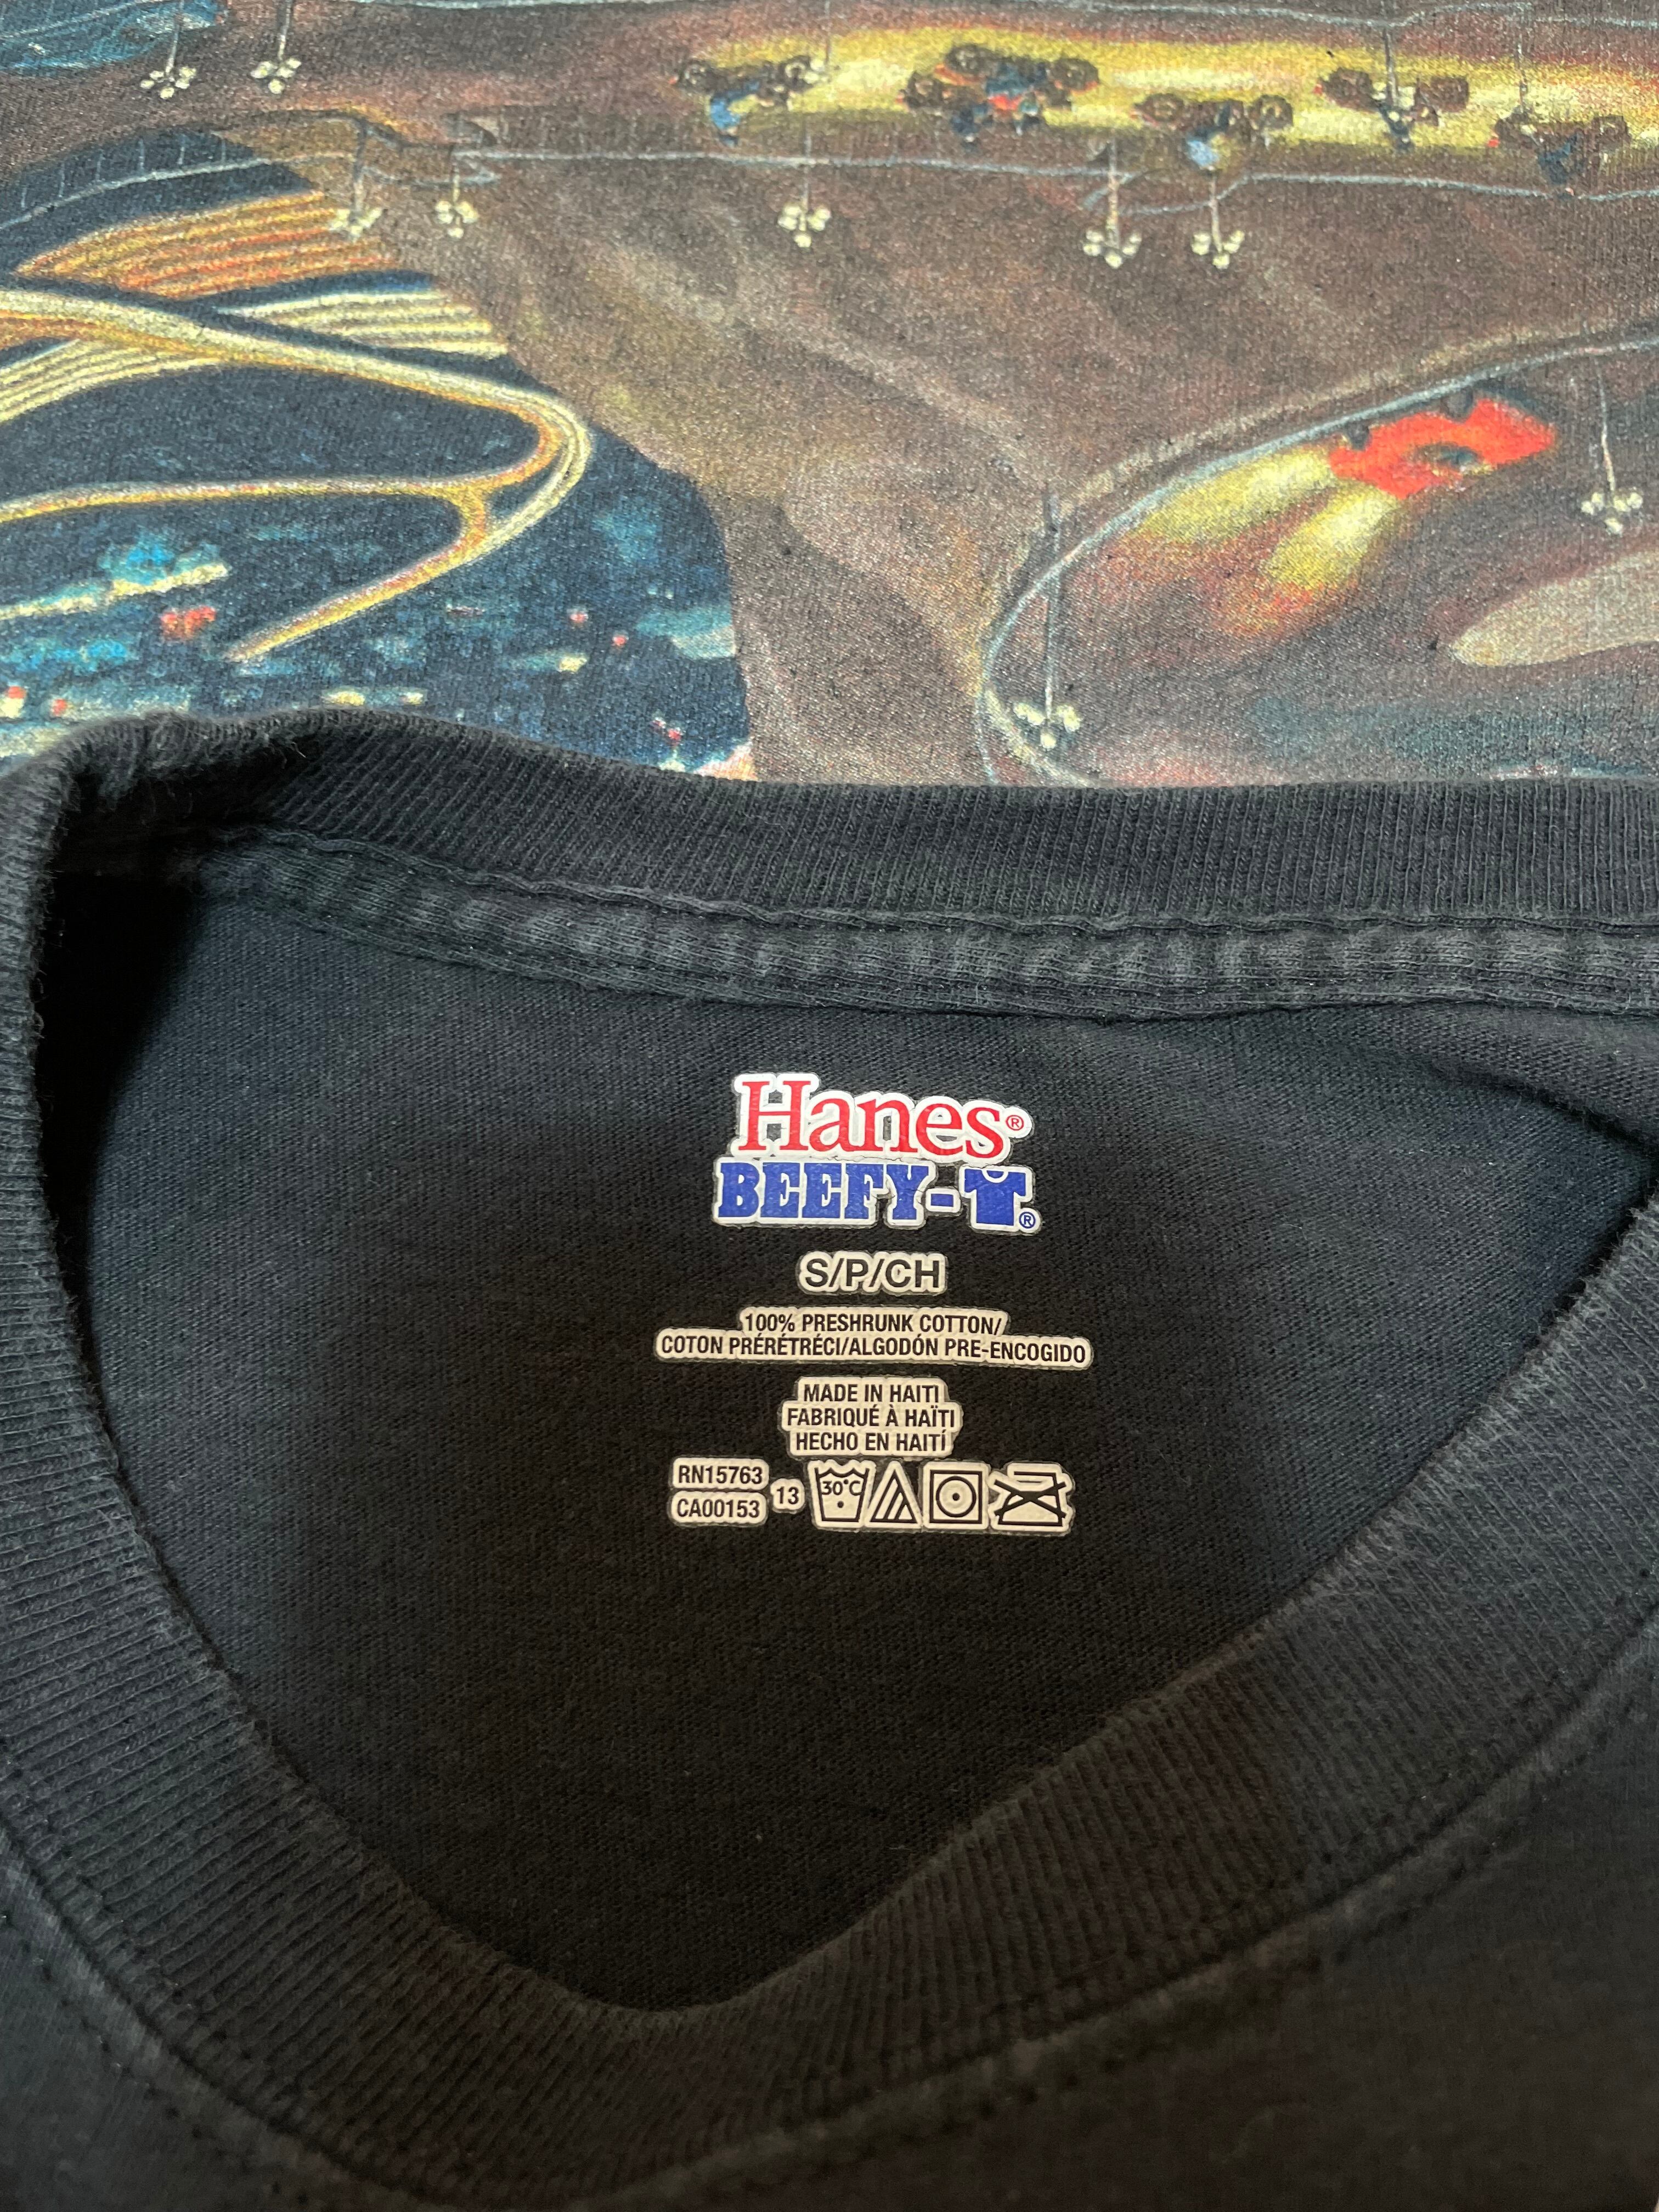 Hanes®
BEEFY-T®
S/P/CH
100% PRESHRUNK COTTON/
COTON PRÉRÉTRÉCI/ALGODÓN PRE-ENCOGIDO
MADE IN HAITI
FABRIQUÉ À HAÏTI
HECHO EN HAITÍ
RN15763
CA00153
13
30°C